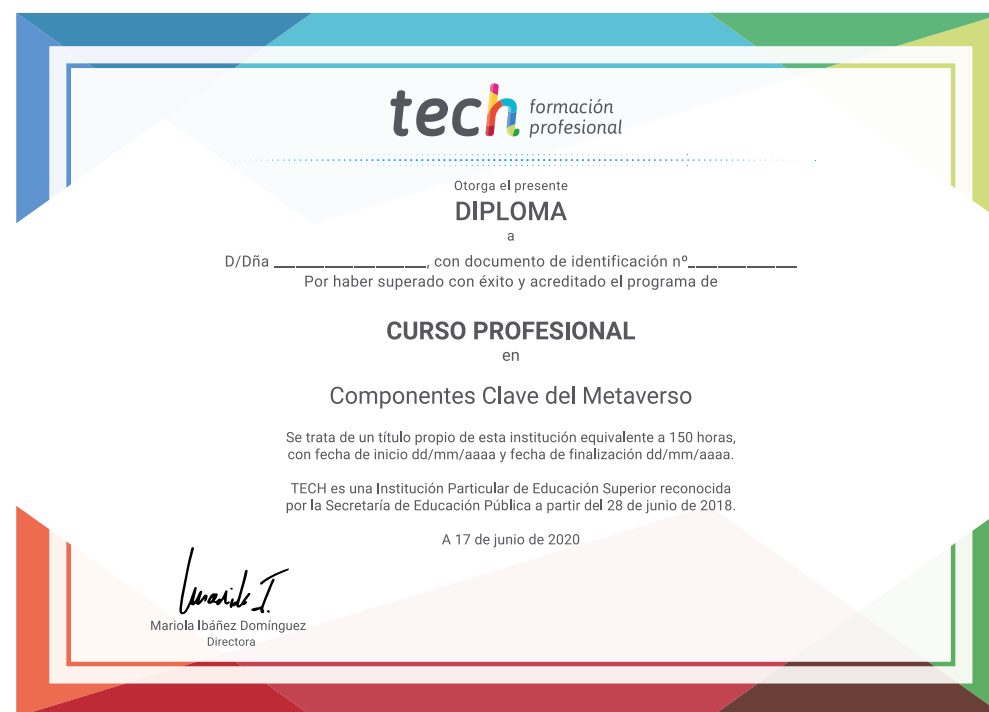 tech formación
profesional
Otorga el presente
DIPLOMA
a
D/Dña ______________, con documento de identificación nº__________
Por haber superado con éxito y acreditado el programa de
CURSO PROFESIONAL
en
Componentes Clave del Metaverso
Se trata de un título propio de esta institución equivalente a 150 horas,
con fecha de inicio dd/mm/aaaa y fecha de finalización dd/mm/aaaa.
TECH es una Institución Particular de Educación Superior reconocida
por la Secretaría de Educación Pública a partir del 28 de junio de 2018.
A 17 de junio de 2020
Mariola Ibáñez Domínguez
Directora